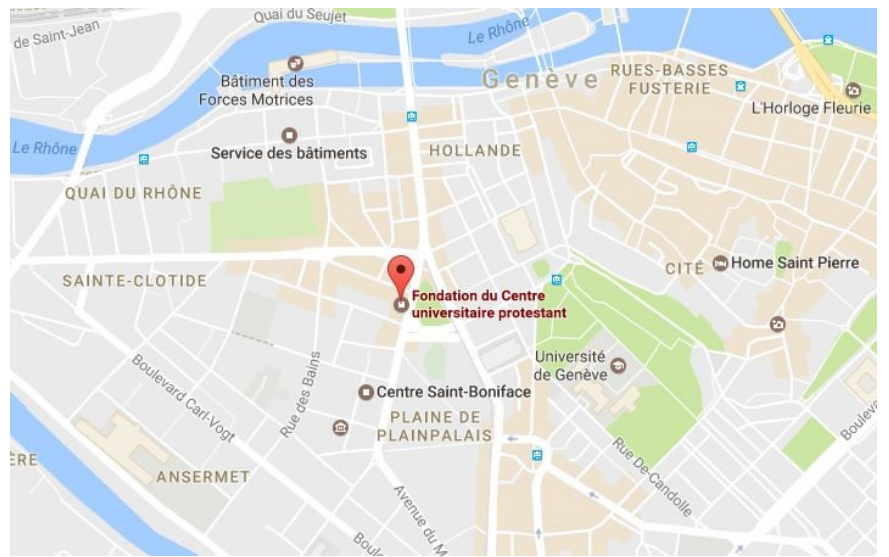 Quai du Seujet
de Saint-Jean
Le Rhône
Bâtiment des
Forces Motrices
Genève
RUES-BASSES
FUSTERIE
L'Horloge Fleurie
Le Rhône
Service des bâtiments
HOLLANDE
QUAI DU RHÔNE
SAINTE-CLOTIDE
CITÉ
Home Saint Pierre
Fondation du Centre
universitaire protestant
Université
de Genève
Boulevard Carl-Vogt
Rue des Bains
Centre Saint-Boniface
PLAINE DE
PLAINPALAIS
Rue De-Candolle
Bouleva
ÈRE
ANSERMET
Avenue du M